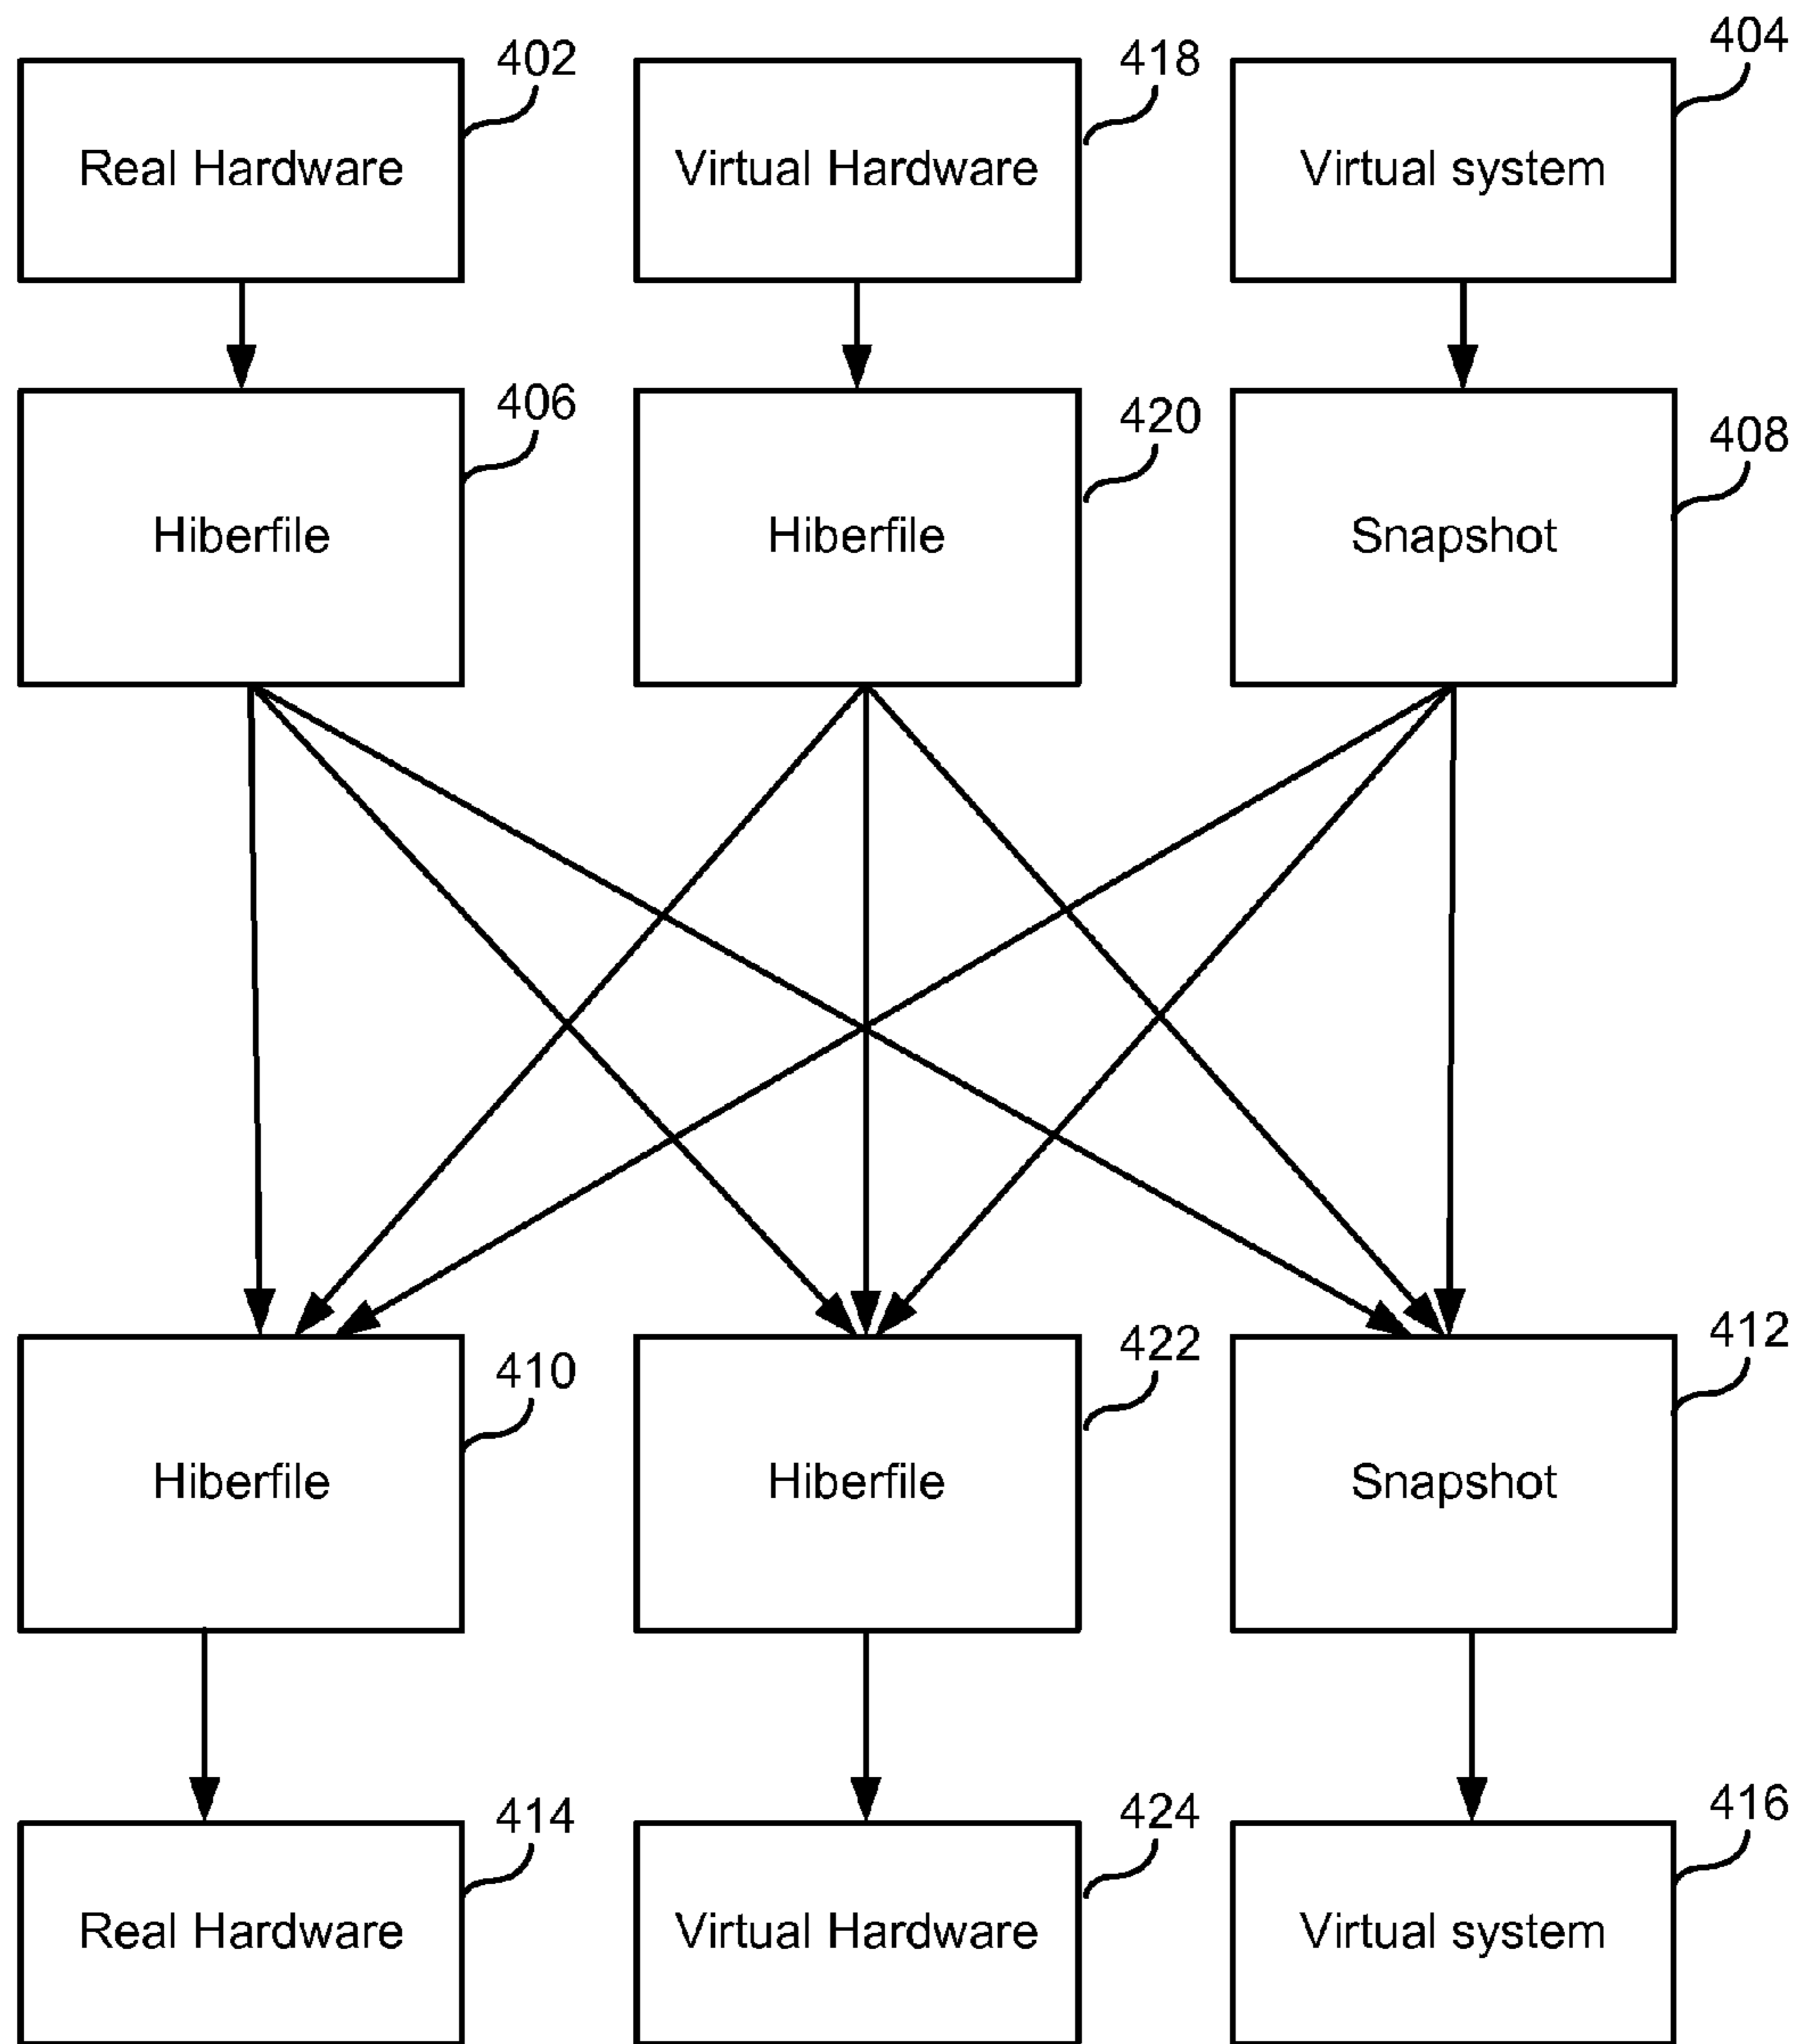 402
418
404
Real Hardware
Virtual Hardware
Virtual system
406
420
408
Hiberfile
Hiberfile
Snapshot
410
422
412
Hiberfile
Hiberfile
Snapshot
414
424
416
Real Hardware
Virtual Hardware
Virtual system